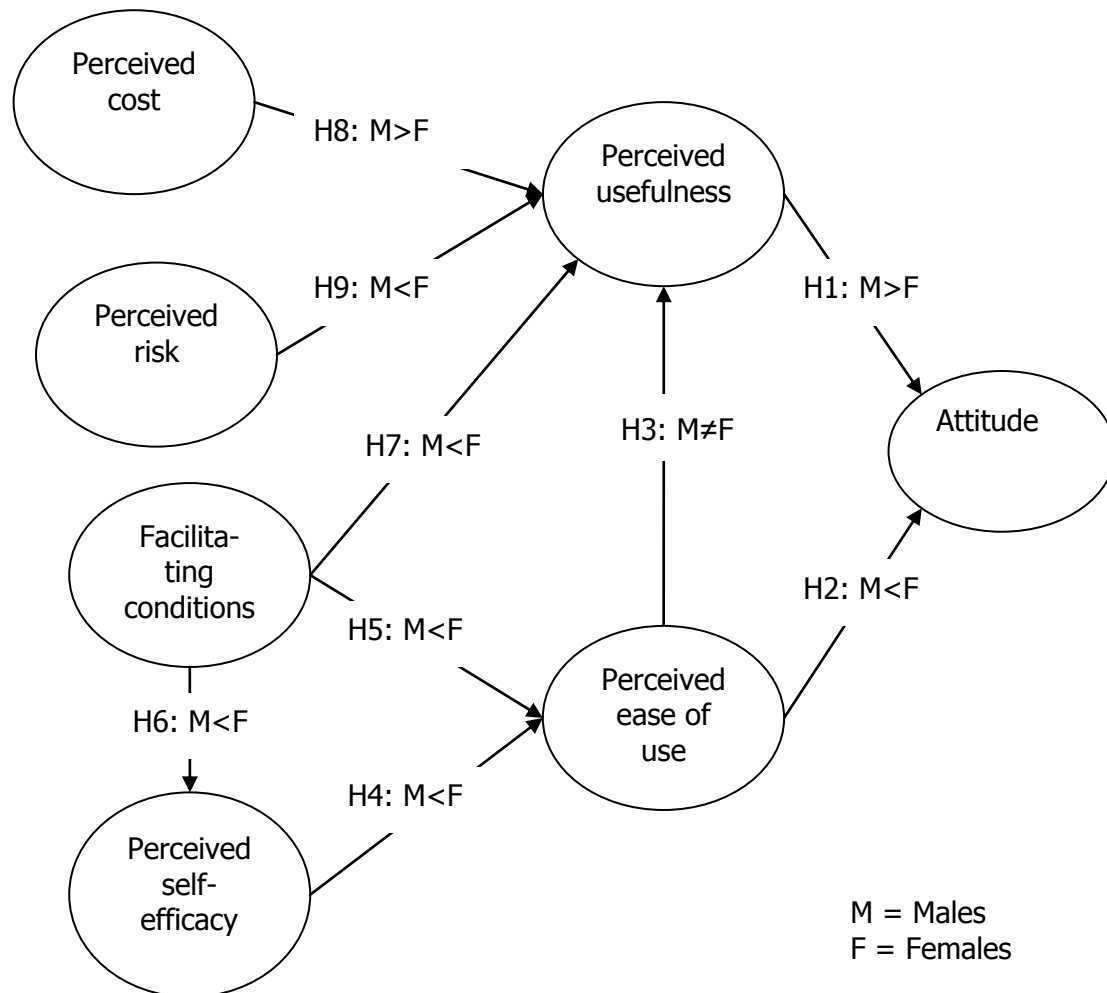 Perceived
cost
H8: M>F
Perceived
usefulness
H9: M<F
Perceived
risk
H1: M>F
H7: M<F
H3: M≠F
Attitude
Facilita-
ting
conditions
H5: M<F
H2: M<F
Perceived
ease of
use
H6: M<F
H4: M<F
Perceived
self-
efficacy
M = Males
F = Females